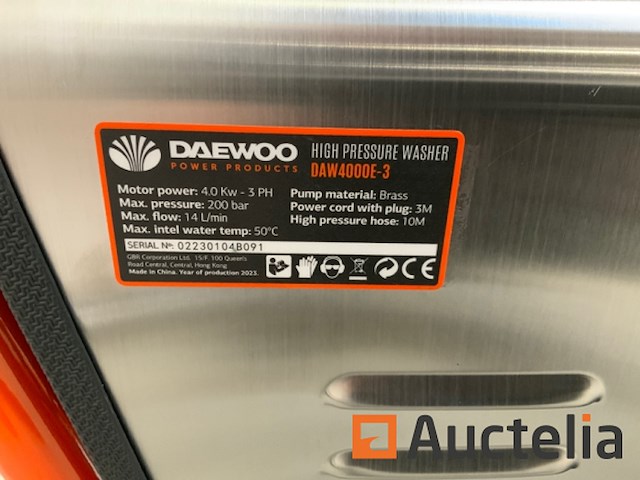 DAEWOO
POWER PRODUCTS
HIGH PRESSURE WASHER
DAW4000E-3
Motor power: 4.0 Kw - 3 PH
Max. pressure: 200 bar
Max. flow: 14 L/min
Max. intel water temp: 50°C
Pump material: Brass
Power cord with plug: 3M
High pressure hose: 10M
SERIAL Nº: 02230104B091
GBR Corporation Ltd. 15/F, 100 Queen's
Road Central, Central, Hong Kong
Made in China. Year of production 2023.
CE
Auctelia